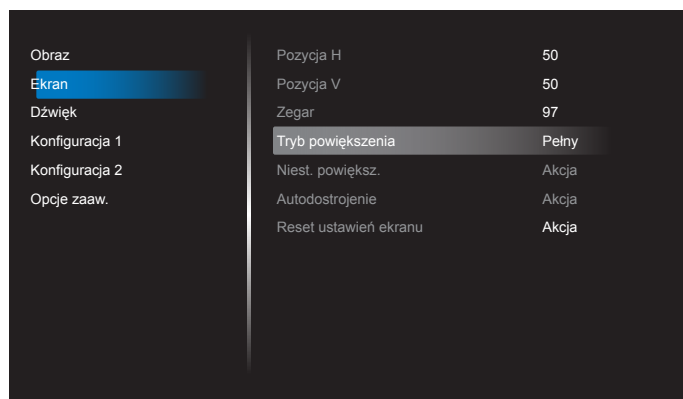 Obraz
Ekran
Dźwięk
Konfiguracja 1
Konfiguracja 2
Opcje zaaw.
Pozycja H 50
Pozycja V 50
Zegar 97
Tryb powiększenia Pełny
Niest. powiększ. Akcja
Autodostrojenie Akcja
Reset ustawień ekranu Akcja